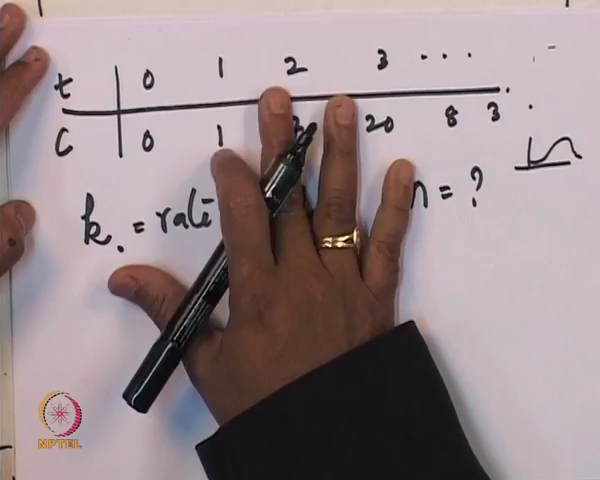 t 0 1 2 3 ...
C 0 1 20 8 3
k = rate n = ?
NPTEL